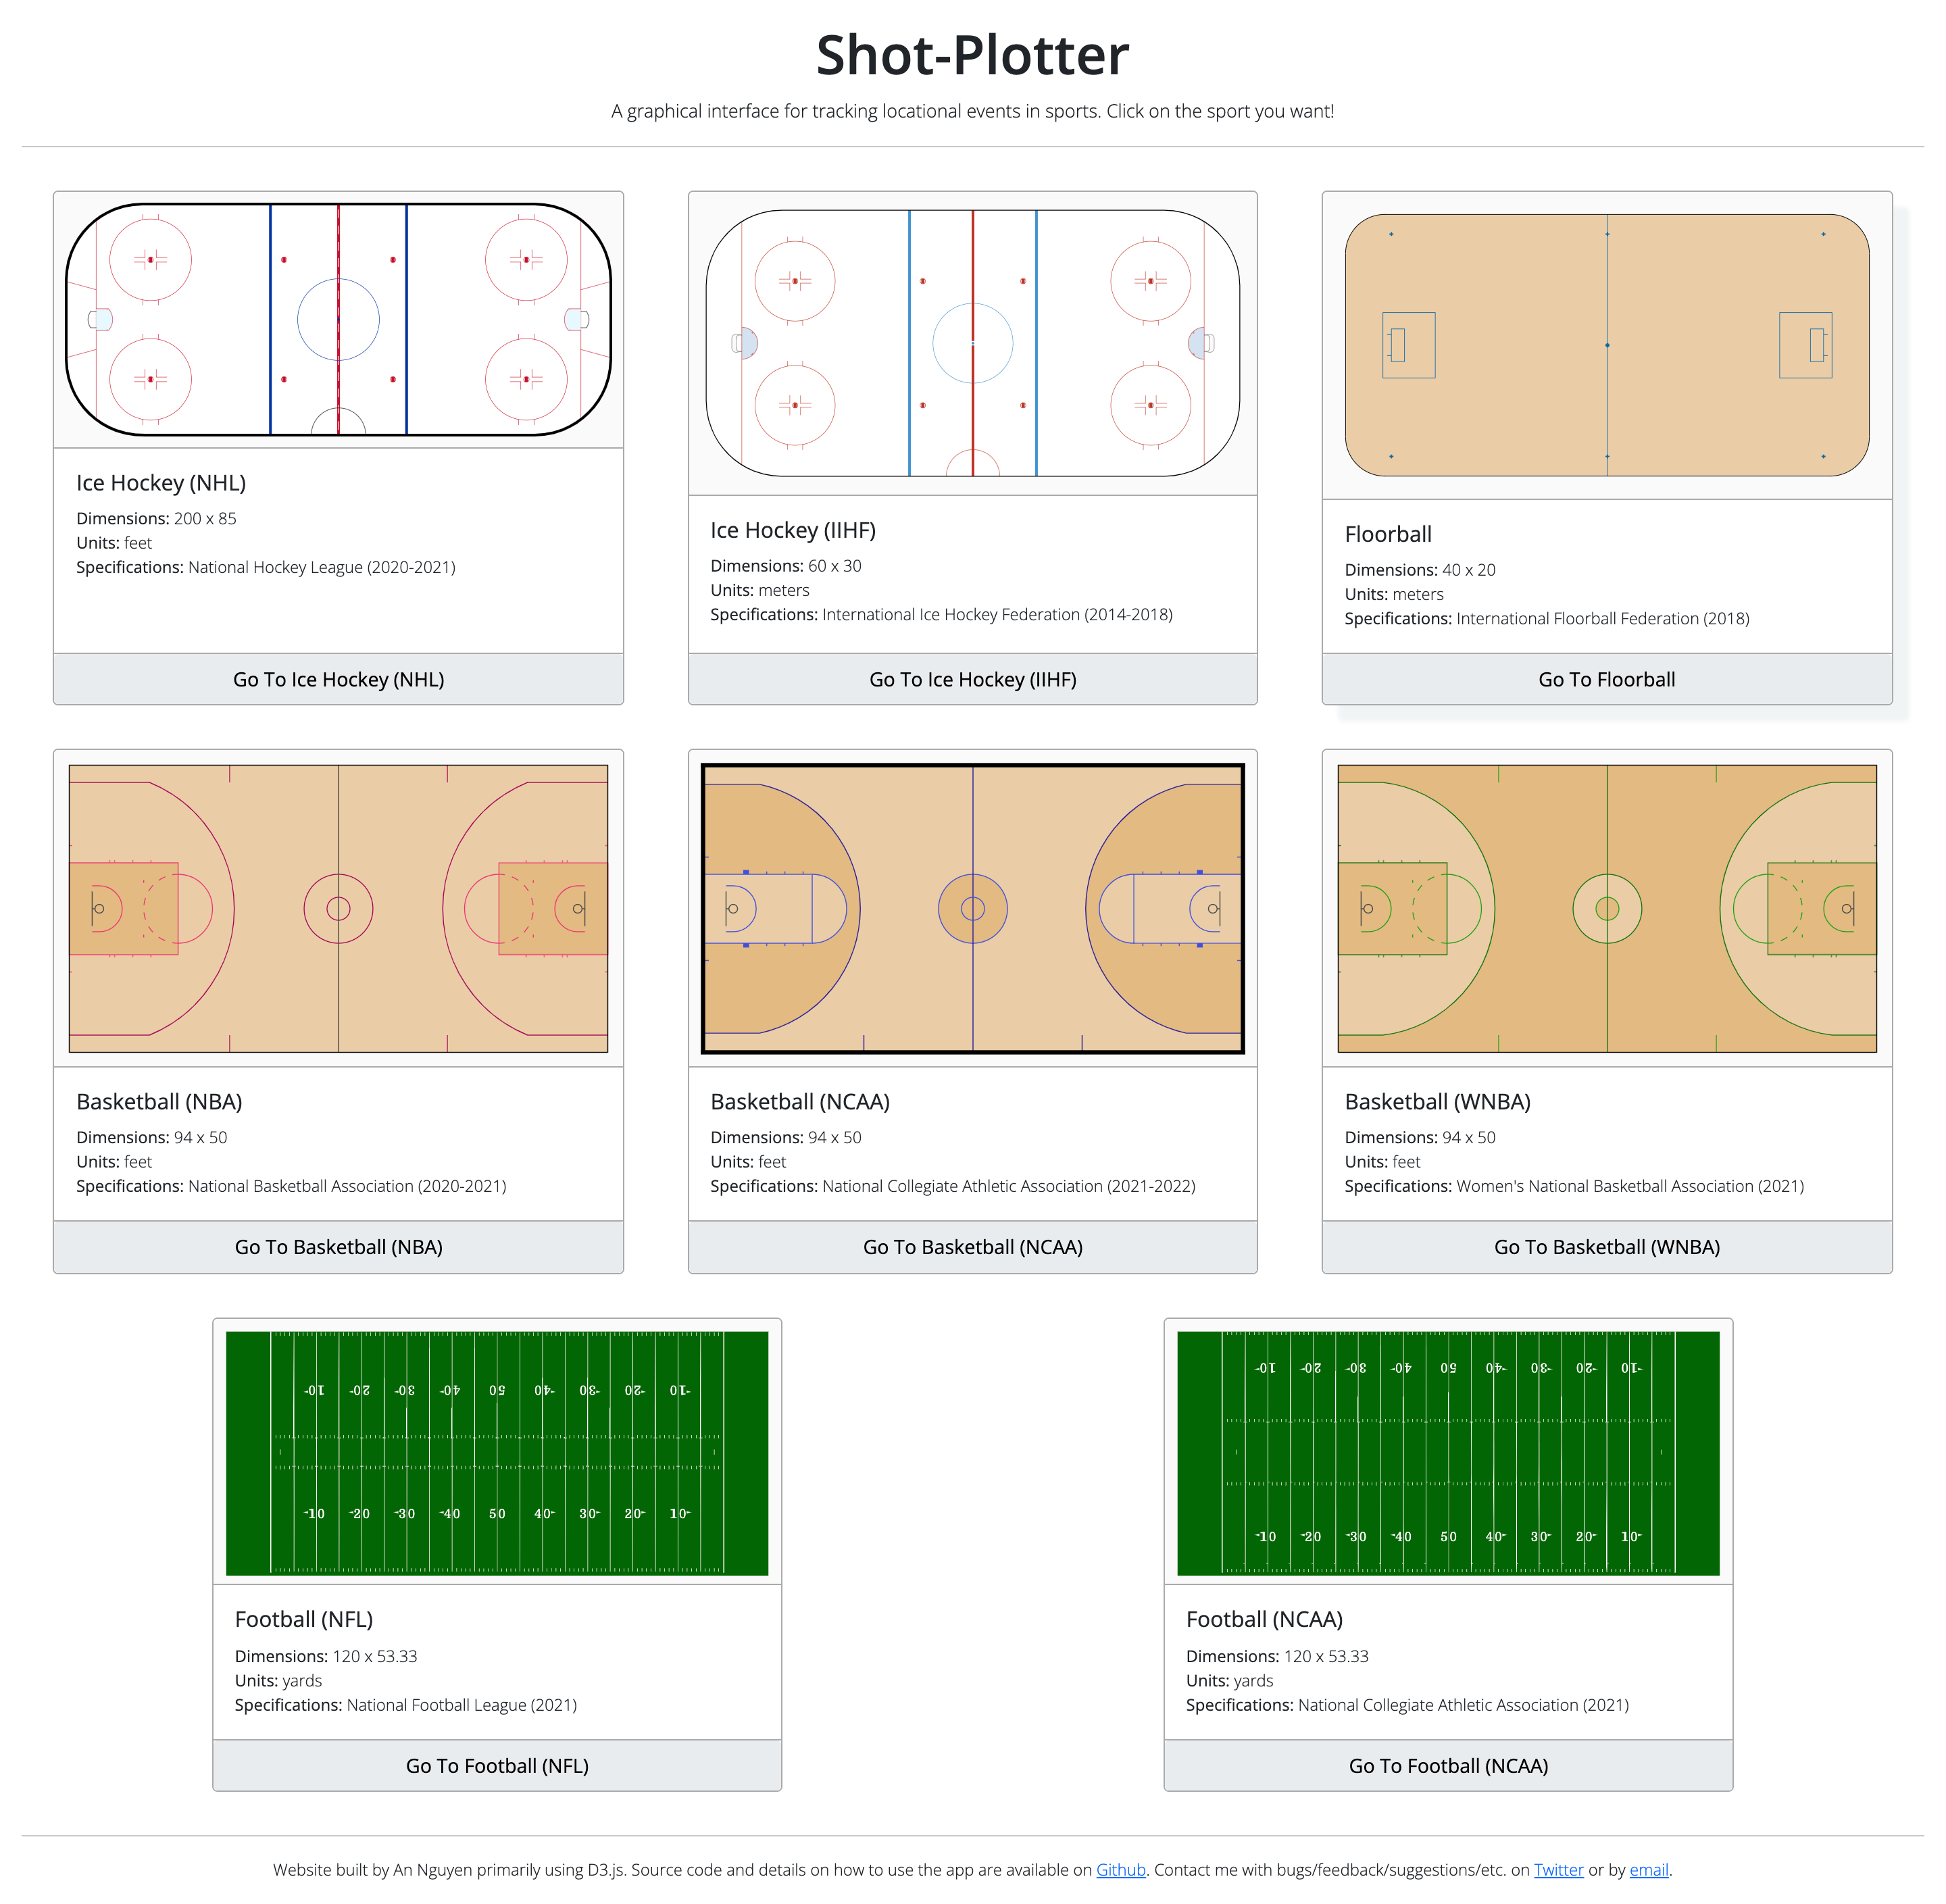 Shot-Plotter
A graphical interface for tracking locational events in sports. Click on the sport you want!
Ice Hockey (NHL)
Dimensions: 200 x 85
Units: feet
Specifications: National Hockey League (2020-2021)
Go To Ice Hockey (NHL)
Ice Hockey (IIHF)
Dimensions: 60 x 30
Units: meters
Specifications: International Ice Hockey Federation (2014-2018)
Go To Ice Hockey (IIHF)
Floorball
Dimensions: 40 x 20
Units: meters
Specifications: International Floorball Federation (2018)
Go To Floorball
Basketball (NBA)
Dimensions: 94 x 50
Units: feet
Specifications: National Basketball Association (2020-2021)
Go To Basketball (NBA)
Basketball (NCAA)
Dimensions: 94 x 50
Units: feet
Specifications: National Collegiate Athletic Association (2021-2022)
Go To Basketball (NCAA)
Basketball (WNBA)
Dimensions: 94 x 50
Units: feet
Specifications: Women's National Basketball Association (2021)
Go To Basketball (WNBA)
10 20 30 40 50 40 30 20 10
10 20 30 40 50 40 30 20 10
Football (NFL)
Dimensions: 120 x 53.33
Units: yards
Specifications: National Football League (2021)
Go To Football (NFL)
10 20 30 40 50 40 30 20 10
10 20 30 40 50 40 30 20 10
Football (NCAA)
Dimensions: 120 x 53.33
Units: yards
Specifications: National Collegiate Athletic Association (2021)
Go To Football (NCAA)
Website built by An Nguyen primarily using D3.js. Source code and details on how to use the app are available on Github. Contact me with bugs/feedback/suggestions/etc. on Twitter or by email.